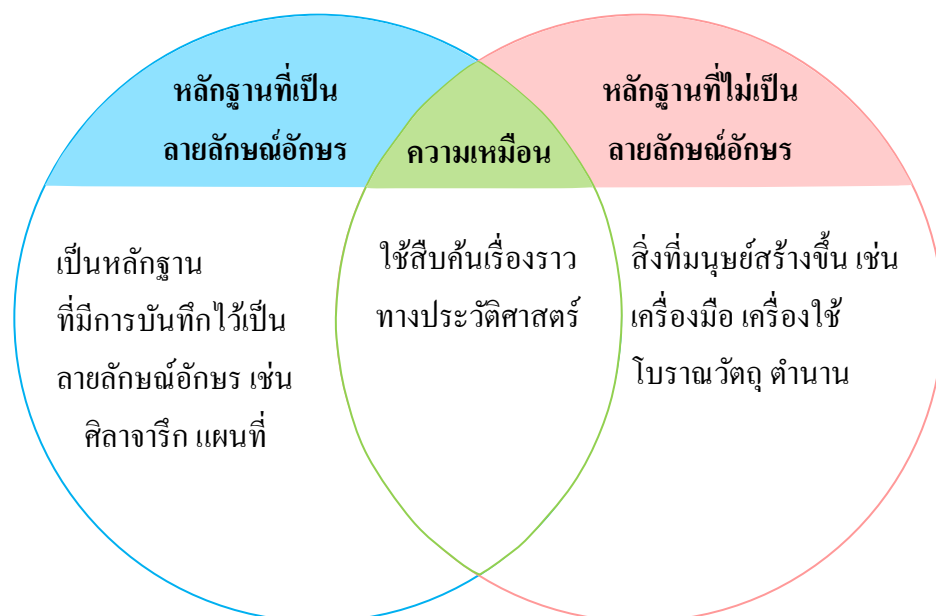 หลักฐานที่เป็น
ลายลักษณ์อักษร
ความเหมือน
หลักฐานที่ไม่เป็น
ลายลักษณ์อักษร
เป็นหลักฐาน
ที่มีการบันทึกไว้เป็น
ลายลักษณ์อักษร เช่น
ศิลาจารึก แผนที่
ใช้สืบค้นเรื่องราว
ทางประวัติศาสตร์
สิ่งที่มนุษย์สร้างขึ้น เช่น
เครื่องมือ เครื่องใช้
โบราณวัตถุ ตำนาน